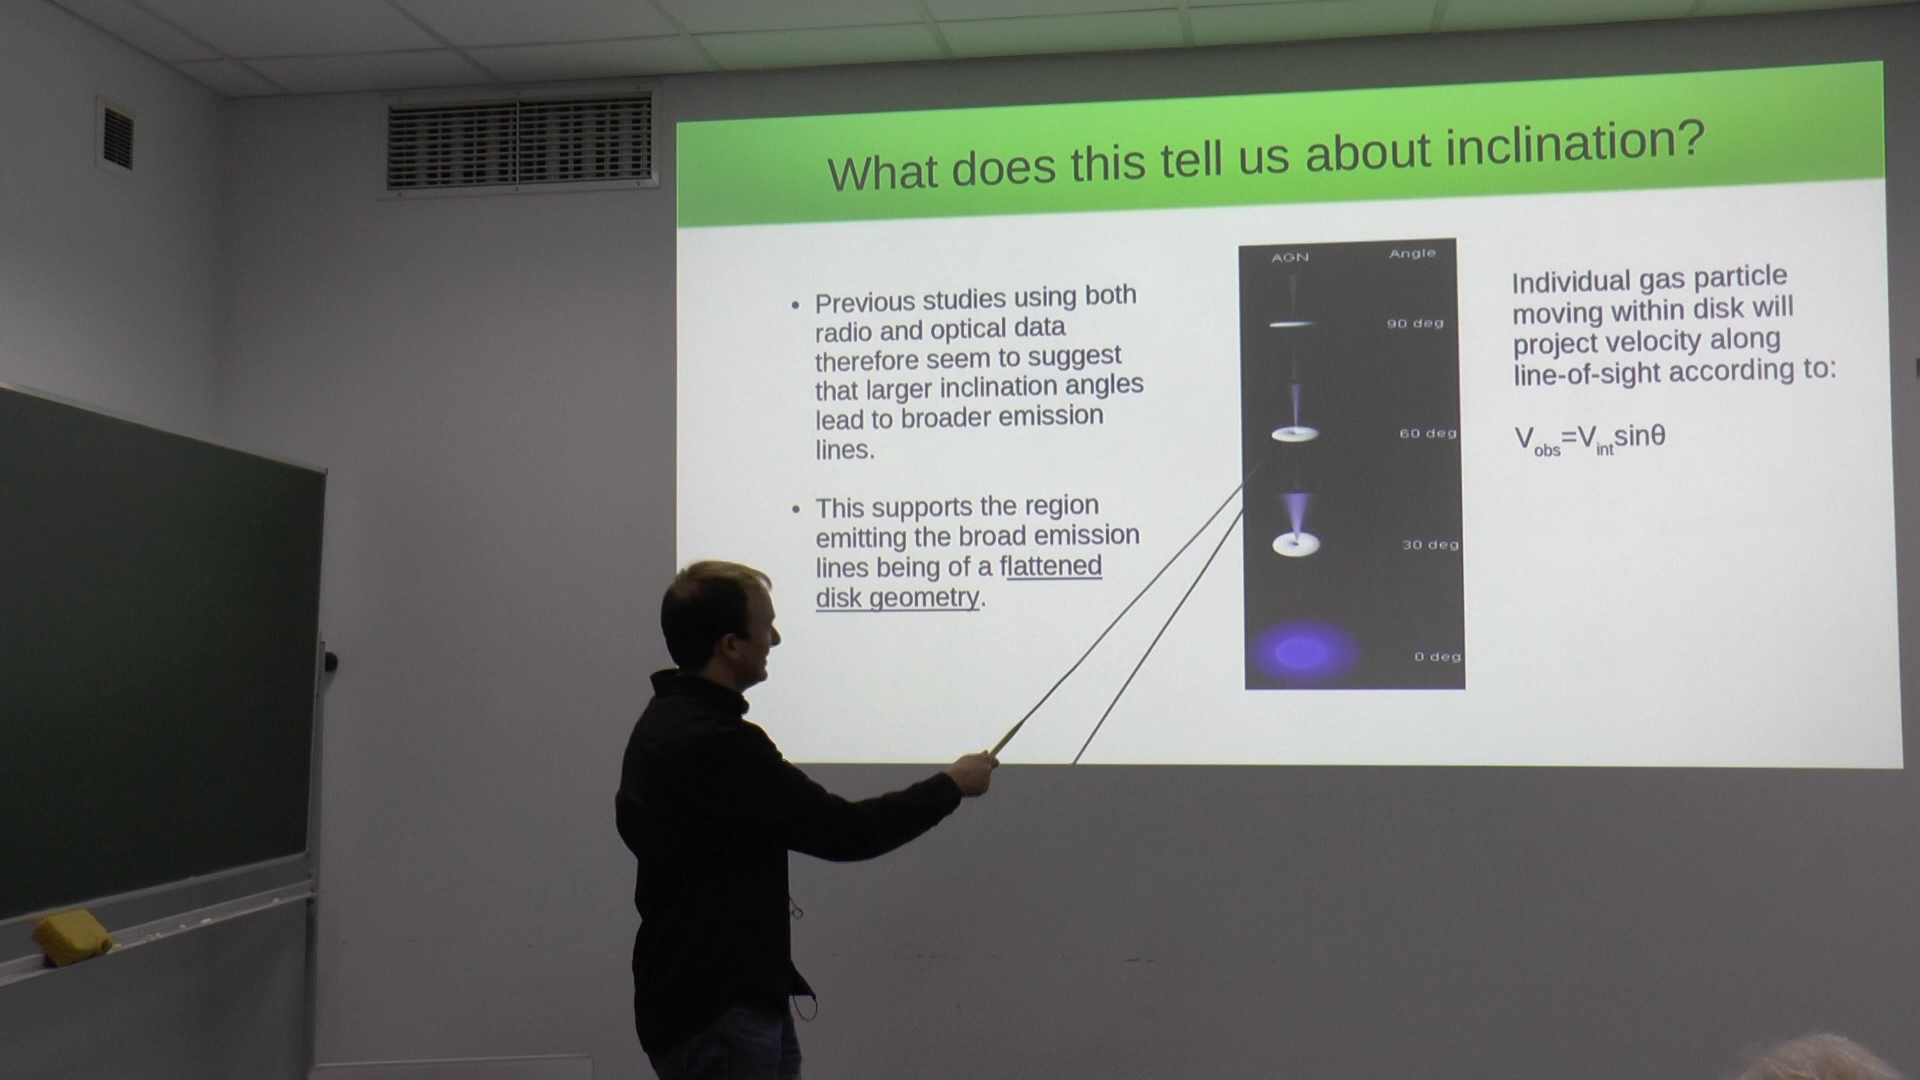 What does this tell us about inclination?
• Previous studies using both
radio and optical data
therefore seem to suggest
that larger inclination angles
lead to broader emission
lines.
• This supports the region
emitting the broad emission
lines being of a flattened
disk geometry.
AGN Angle
90 deg
60 deg
30 deg
0 deg
Individual gas particle
moving within disk will
project velocity along
line-of-sight according to:
Vobs=Vintsinθ